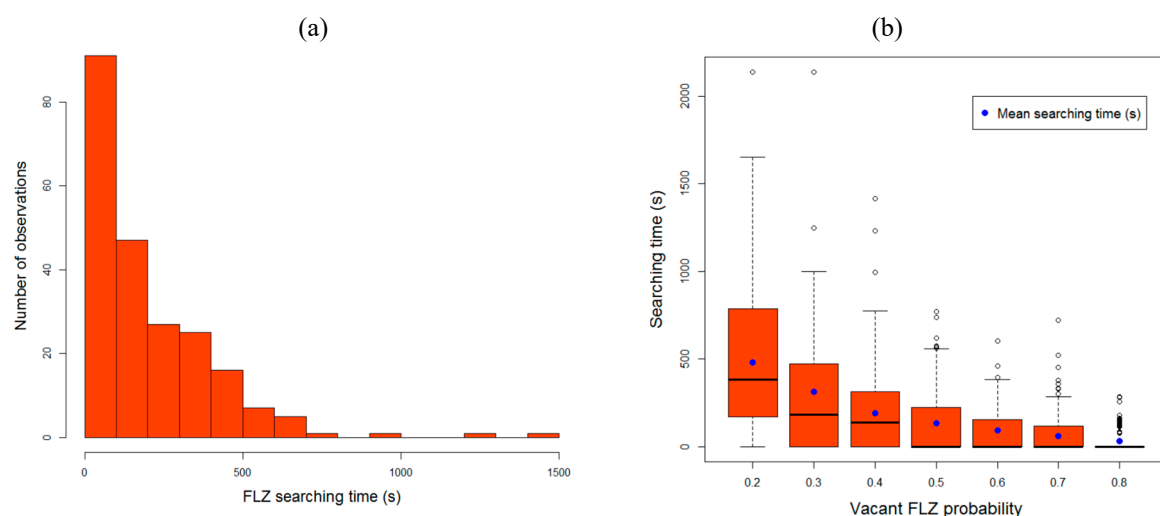 (a)
(b)
Number of observations
80
60
40
20
0
0 500 1000 1500
FLZ searching time (s)
Searching time (s)
2000
1500
1000
500
0
Mean searching time (s)
0.2 0.3 0.4 0.5 0.6 0.7 0.8
Vacant FLZ probability